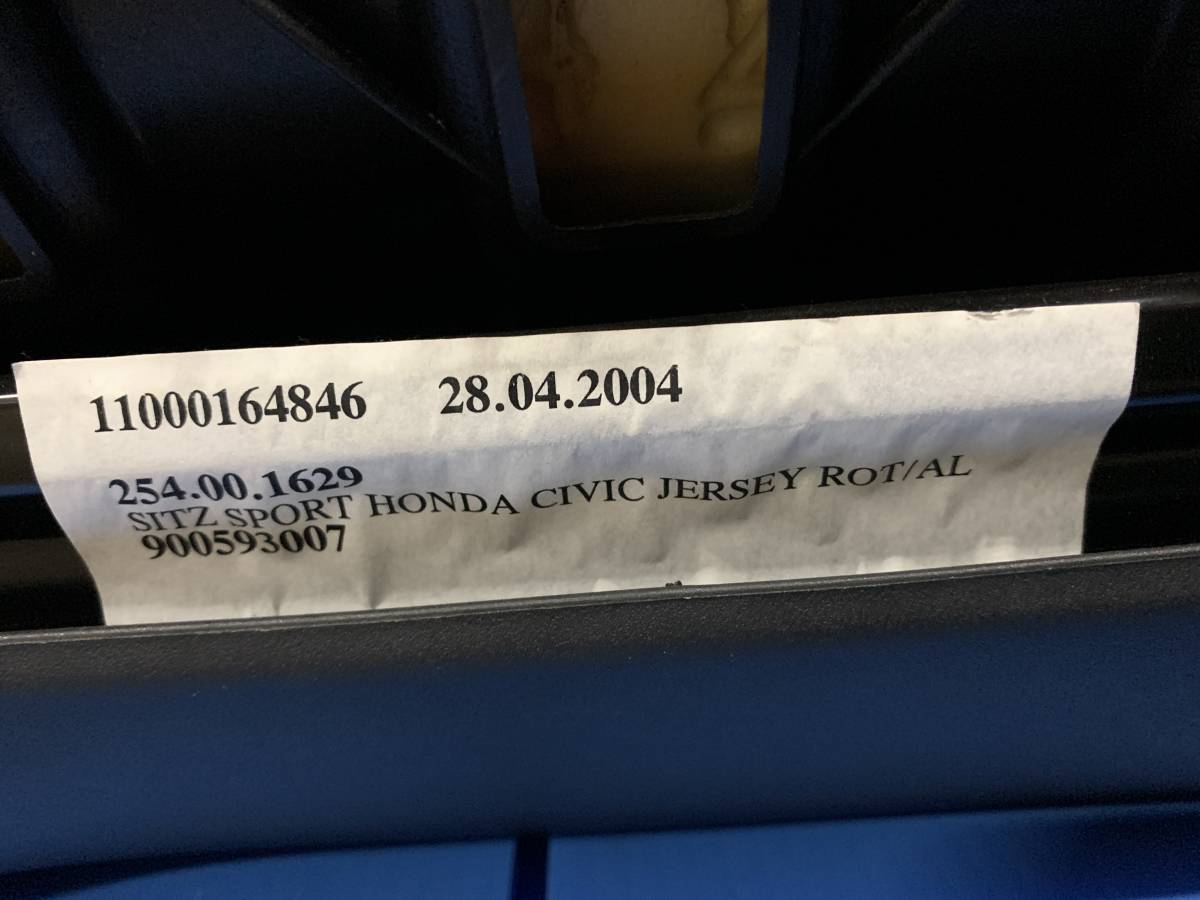 11000164846 28.04.2004
254.00.1629
SITZ SPORT HONDA CIVIC JERSEY ROT/AL
900593007